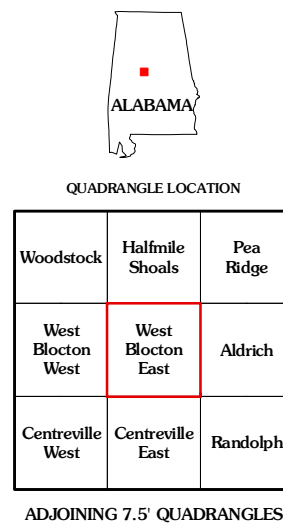 ALABAMA
QUADRANGLE LOCATION
Woodstock
Halfmile
Shoals
Pea
Ridge
West
Blocton
West
West
Blocton
East
Aldrich
Centreville
West
Centreville
East
Randolph
ADJOINING 7.5' QUADRANGLES